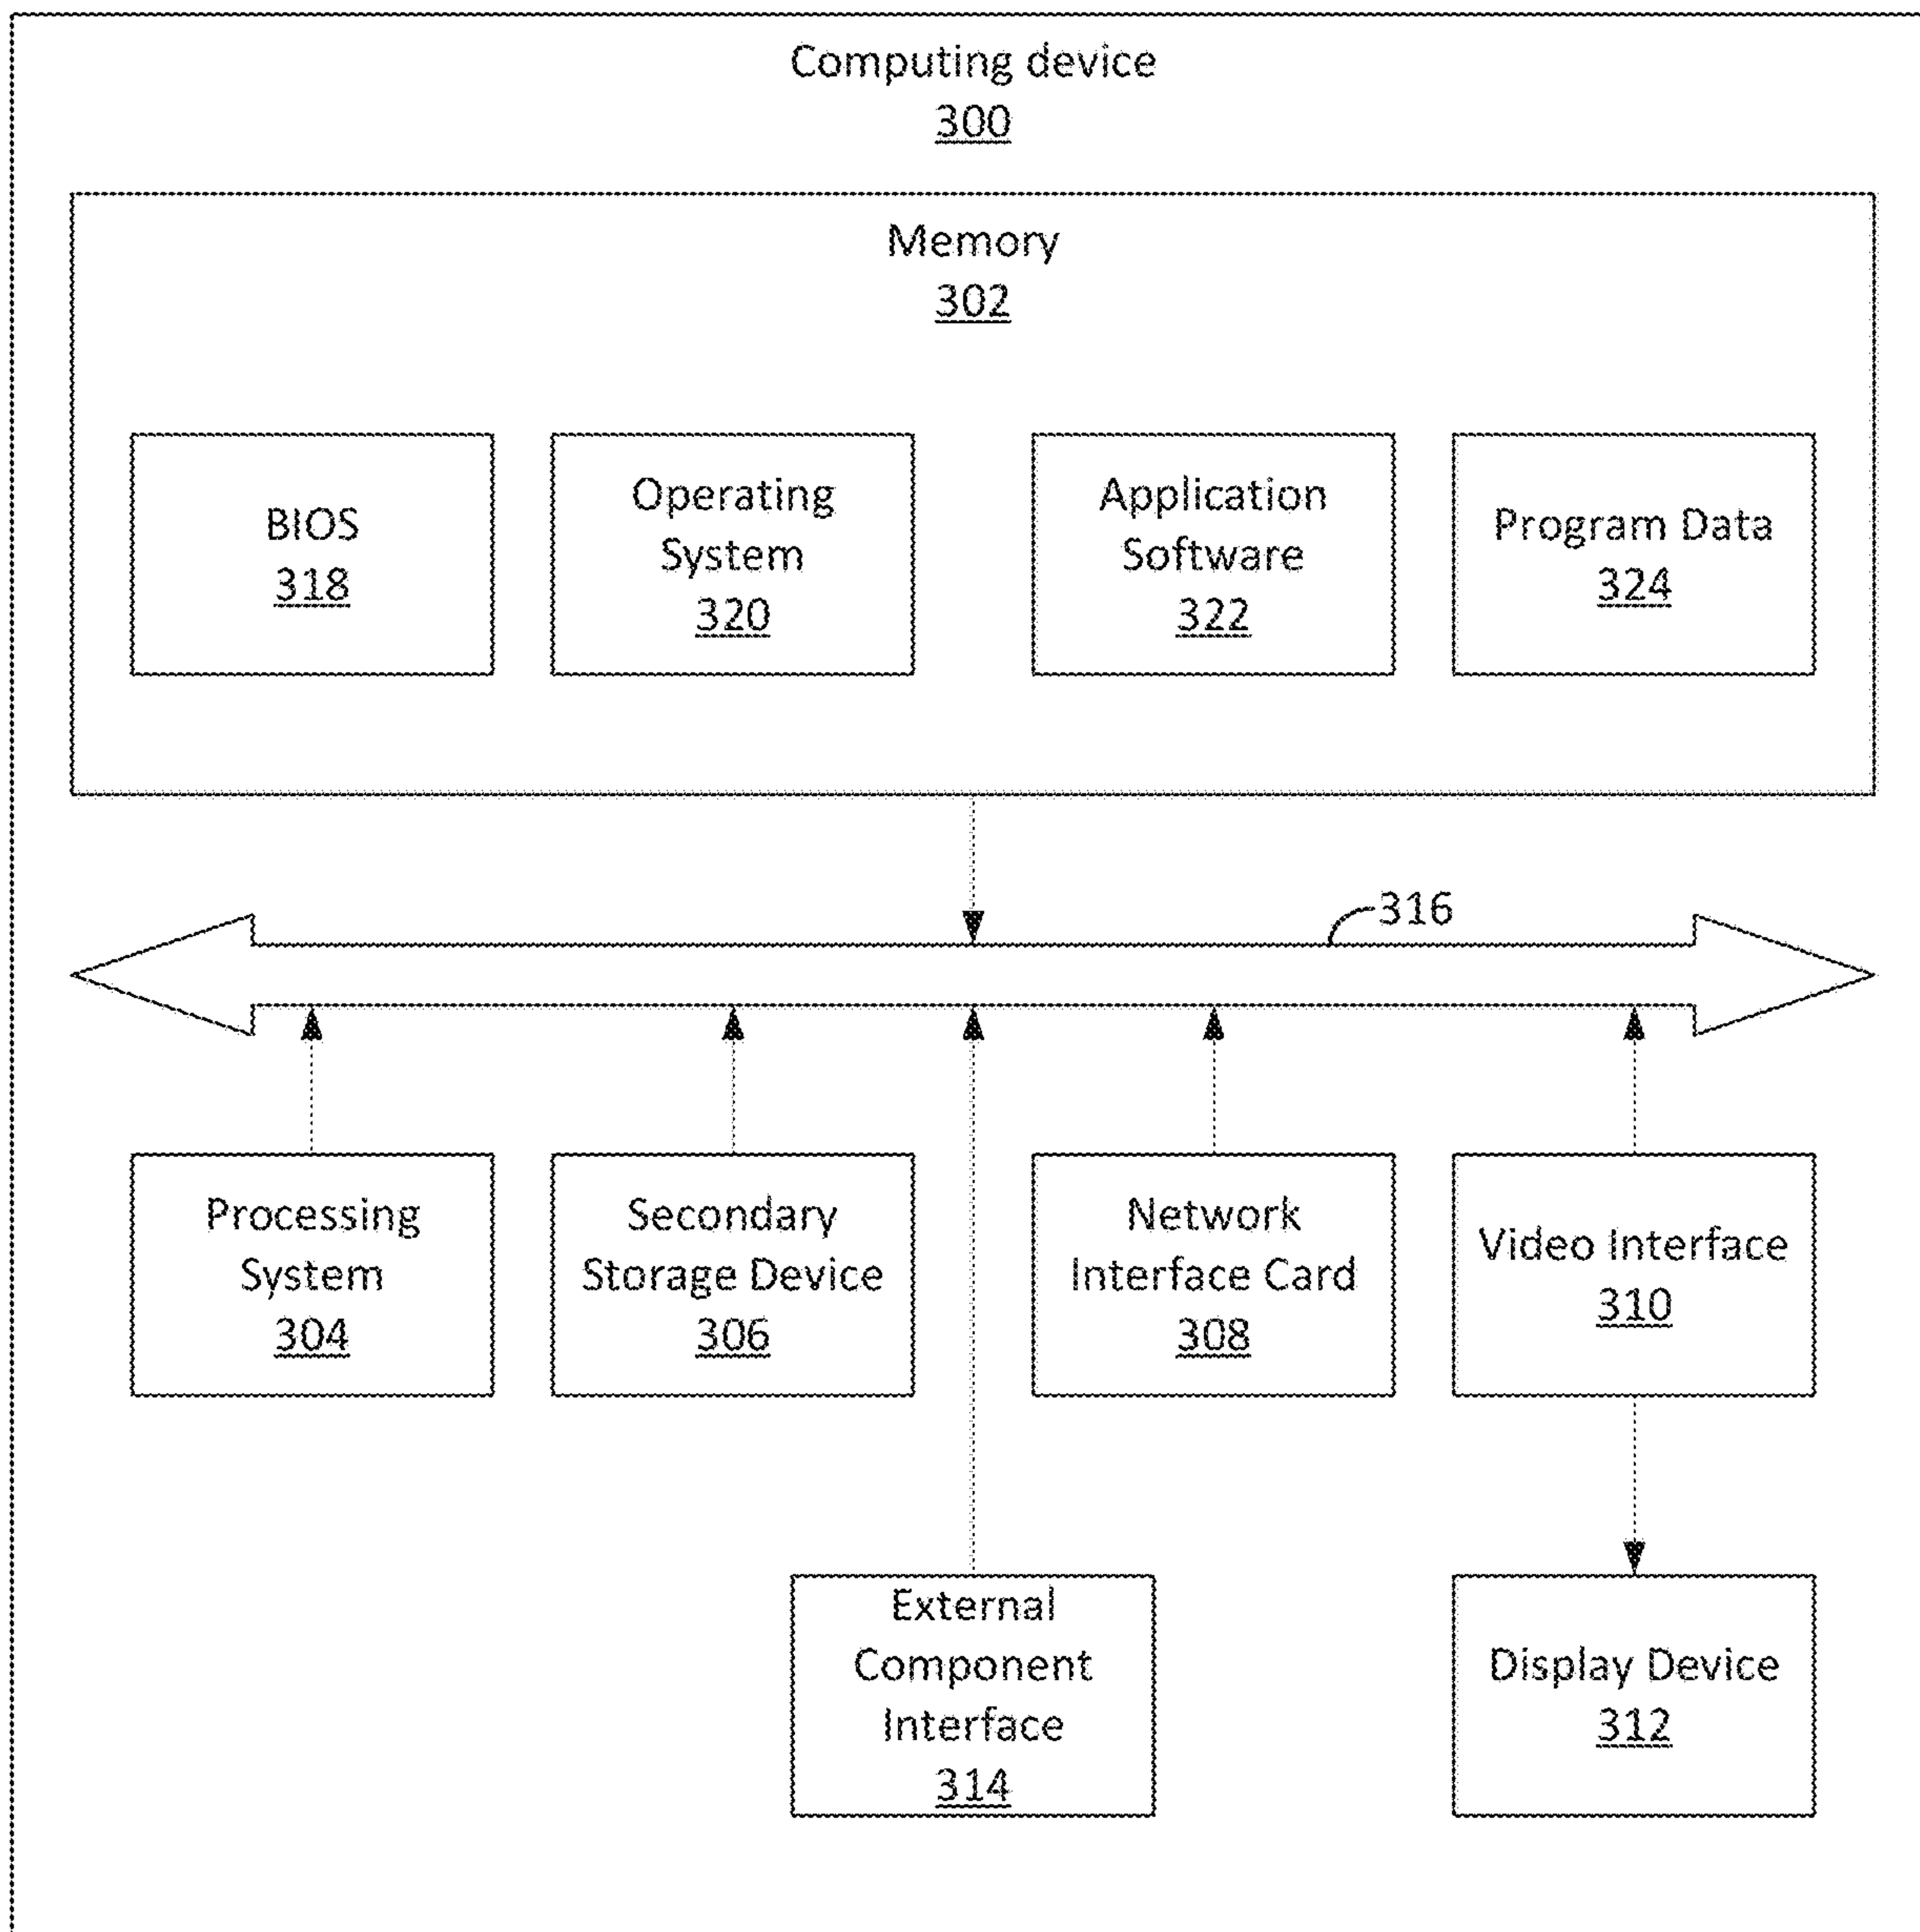 Computing device
300
Memory
302
BIOS
318
Operating
System
320
Application
Software
322
Program Data
324
316
Processing
System
304
Secondary
Storage Device
306
Network
Interface Card
308
Video Interface
310
External
Component
Interface
314
Display Device
312